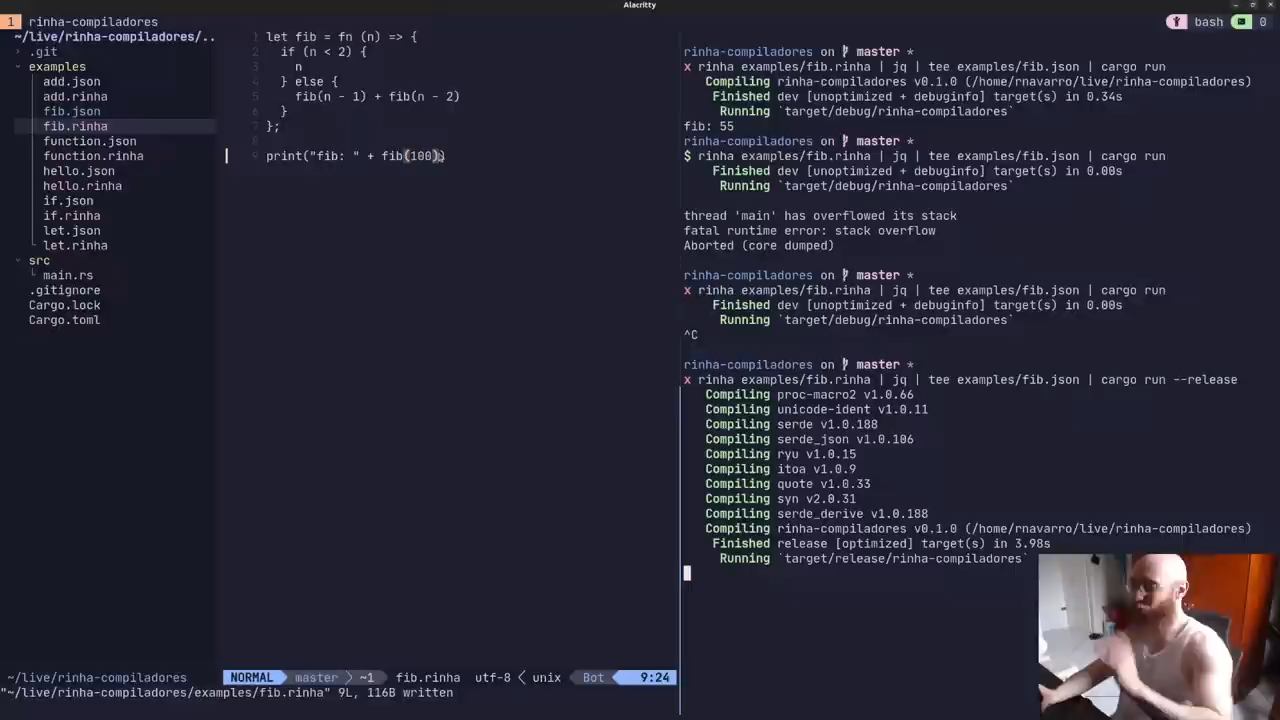 Alacritty
1 rinha-compiladores
bash 0
~/live/rinha-compiladores/..
.git
examples
add.json
add.rinha
fib.json
fib.rinha
function.json
function.rinha
hello.json
hello.rinha
if.json
if.rinha
let.json
let.rinha
src
main.rs
.gitignore
Cargo.lock
Cargo.toml
1 let fib = fn (n) => {
2 if (n < 2) {
3 n
4 } else {
5 fib(n - 1) + fib(n - 2)
6 }
7 };
8
9 print("fib: " + fib(100))
rinha-compiladores on master *
x rinha examples/fib.rinha | jq | tee examples/fib.json | cargo run
Compiling rinha-compiladores v0.1.0 (/home/rnavarro/live/rinha-compiladores)
Finished dev [unoptimized + debuginfo] target(s) in 0.34s
Running `target/debug/rinha-compiladores`
fib: 55
rinha-compiladores on master *
$ rinha examples/fib.rinha | jq | tee examples/fib.json | cargo run
Finished dev [unoptimized + debuginfo] target(s) in 0.00s
Running `target/debug/rinha-compiladores`
thread 'main' has overflowed its stack
fatal runtime error: stack overflow
Aborted (core dumped)
rinha-compiladores on master *
x rinha examples/fib.rinha | jq | tee examples/fib.json | cargo run
Finished dev [unoptimized + debuginfo] target(s) in 0.00s
Running `target/debug/rinha-compiladores`
^C
rinha-compiladores on master *
x rinha examples/fib.rinha | jq | tee examples/fib.json | cargo run --release
Compiling proc-macro2 v1.0.66
Compiling unicode-ident v1.0.11
Compiling serde v1.0.188
Compiling serde_json v1.0.106
Compiling ryu v1.0.15
Compiling itoa v1.0.9
Compiling quote v1.0.33
Compiling syn v2.0.31
Compiling serde_derive v1.0.188
Compiling rinha-compiladores v0.1.0 (/home/rnavarro/live/rinha-compiladores)
Finished release [optimized] target(s) in 3.98s
Running `target/release/rinha-compiladores`
~/live/rinha-compiladores
NORMAL master ~1 fib.rinha utf-8 unix Bot 9:24
"~/live/rinha-compiladores/examples/fib.rinha" 9L, 116B written